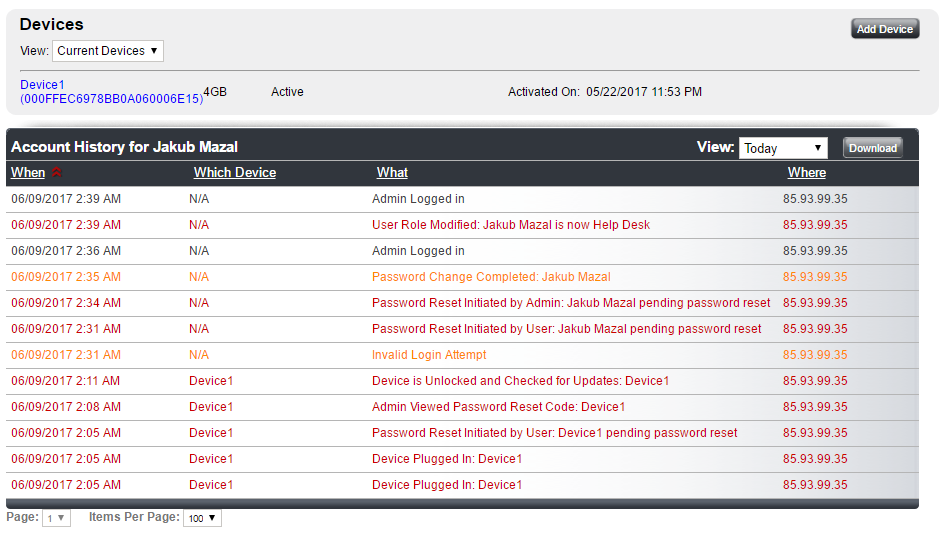 Devices
Add Device
View: Current Devices ▼
Device1
(000FFEC6978BB0A060006E15) 4GB Active Activated On: 05/22/2017 11:53 PM
Account History for Jakub Mazal View: Today ▼ Download
When Which Device What Where
06/09/2017 2:39 AM N/A Admin Logged in 85.93.99.35
06/09/2017 2:39 AM N/A User Role Modified: Jakub Mazal is now Help Desk 85.93.99.35
06/09/2017 2:36 AM N/A Admin Logged in 85.93.99.35
06/09/2017 2:35 AM N/A Password Change Completed: Jakub Mazal 85.93.99.35
06/09/2017 2:34 AM N/A Password Reset Initiated by Admin: Jakub Mazal pending password reset 85.93.99.35
06/09/2017 2:31 AM N/A Password Reset Initiated by User: Jakub Mazal pending password reset 85.93.99.35
06/09/2017 2:31 AM N/A Invalid Login Attempt 85.93.99.35
06/09/2017 2:11 AM Device1 Device is Unlocked and Checked for Updates: Device1 85.93.99.35
06/09/2017 2:08 AM Device1 Admin Viewed Password Reset Code: Device1 85.93.99.35
06/09/2017 2:05 AM Device1 Password Reset Initiated by User: Device1 pending password reset 85.93.99.35
06/09/2017 2:05 AM Device1 Device Plugged In: Device1 85.93.99.35
06/09/2017 2:05 AM Device1 Device Plugged In: Device1 85.93.99.35
Page: 1 ▼ Items Per Page: 100 ▼